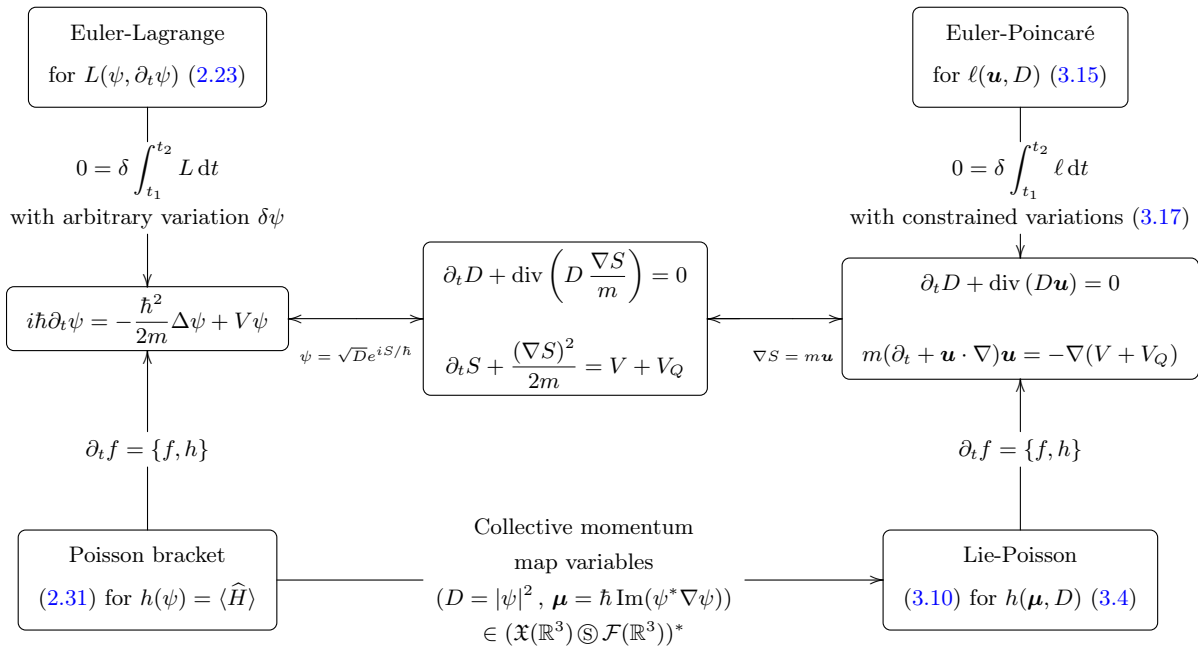 Euler-Lagrange
for $L(\psi, \partial_t\psi)$ (2.23)
Euler-Poincaré
for $\ell(\boldsymbol{u}, D)$ (3.15)
$0 = \delta \int_{t_1}^{t_2} L \, \mathrm{d}t$
with arbitrary variation $\delta\psi$
$0 = \delta \int_{t_1}^{t_2} \ell \, \mathrm{d}t$
with constrained variations (3.17)
$i\hbar\partial_t\psi = -\frac{\hbar^2}{2m}\Delta\psi + V\psi$
$\psi = \sqrt{D}e^{iS/\hbar}$
$\partial_t D + \mathrm{div}\left(D\,\frac{\nabla S}{m}\right) = 0$
$\partial_t S + \frac{(\nabla S)^2}{2m} = V + V_Q$
$\nabla S = m\boldsymbol{u}$
$\partial_t D + \mathrm{div}\,(D\boldsymbol{u}) = 0$
$m(\partial_t + \boldsymbol{u} \cdot \nabla)\boldsymbol{u} = -\nabla(V + V_Q)$
$\partial_t f = \{f, h\}$
$\partial_t f = \{f, h\}$
Poisson bracket
(2.31) for $h(\psi) = \langle\widehat{H}\rangle$
Collective momentum
map variables
$(D = |\psi|^2\,,\, \boldsymbol{\mu} = \hbar\,\mathrm{Im}(\psi^*\nabla\psi))$
$\in (\mathfrak{X}(\mathbb{R}^3) \,Ⓢ\, \mathcal{F}(\mathbb{R}^3))^*$
Lie-Poisson
(3.10) for $h(\boldsymbol{\mu}, D)$ (3.4)